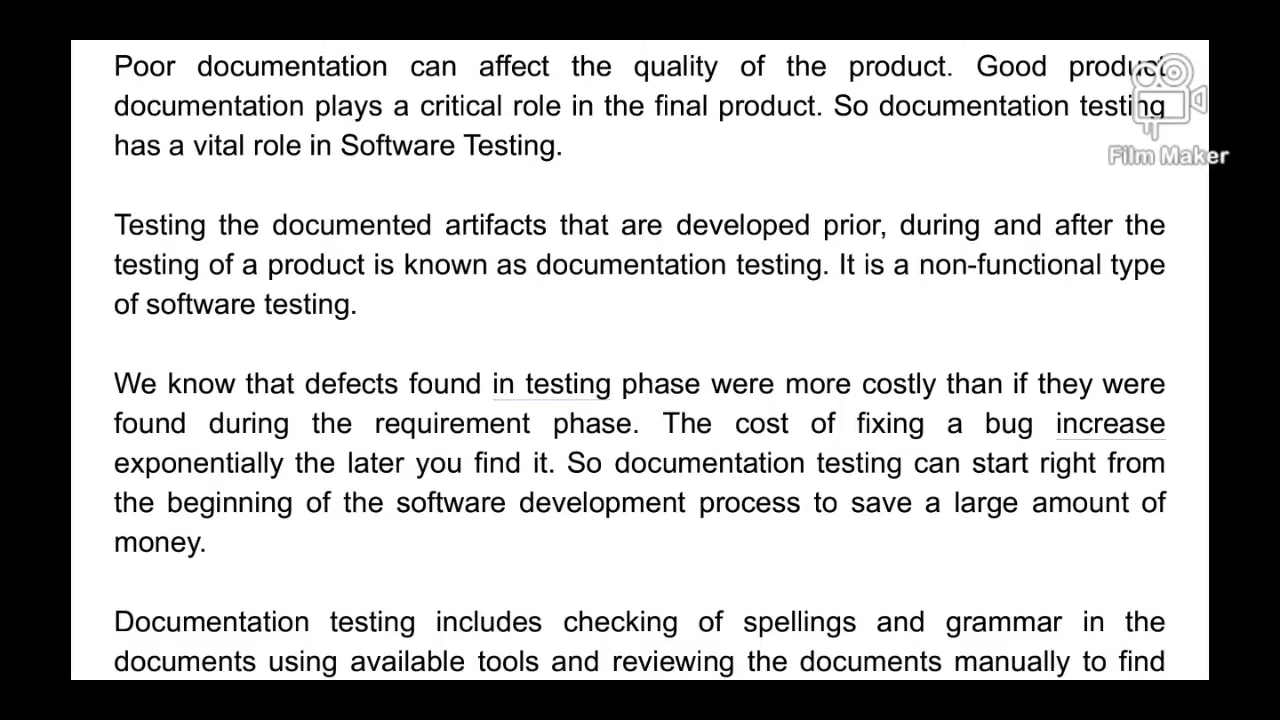 Poor documentation can affect the quality of the product. Good product
documentation plays a critical role in the final product. So documentation testing
has a vital role in Software Testing.
Film Maker
Testing the documented artifacts that are developed prior, during and after the
testing of a product is known as documentation testing. It is a non-functional type
of software testing.
We know that defects found in testing phase were more costly than if they were
found during the requirement phase. The cost of fixing a bug increase
exponentially the later you find it. So documentation testing can start right from
the beginning of the software development process to save a large amount of
money.
Documentation testing includes checking of spellings and grammar in the
documents using available tools and reviewing the documents manually to find